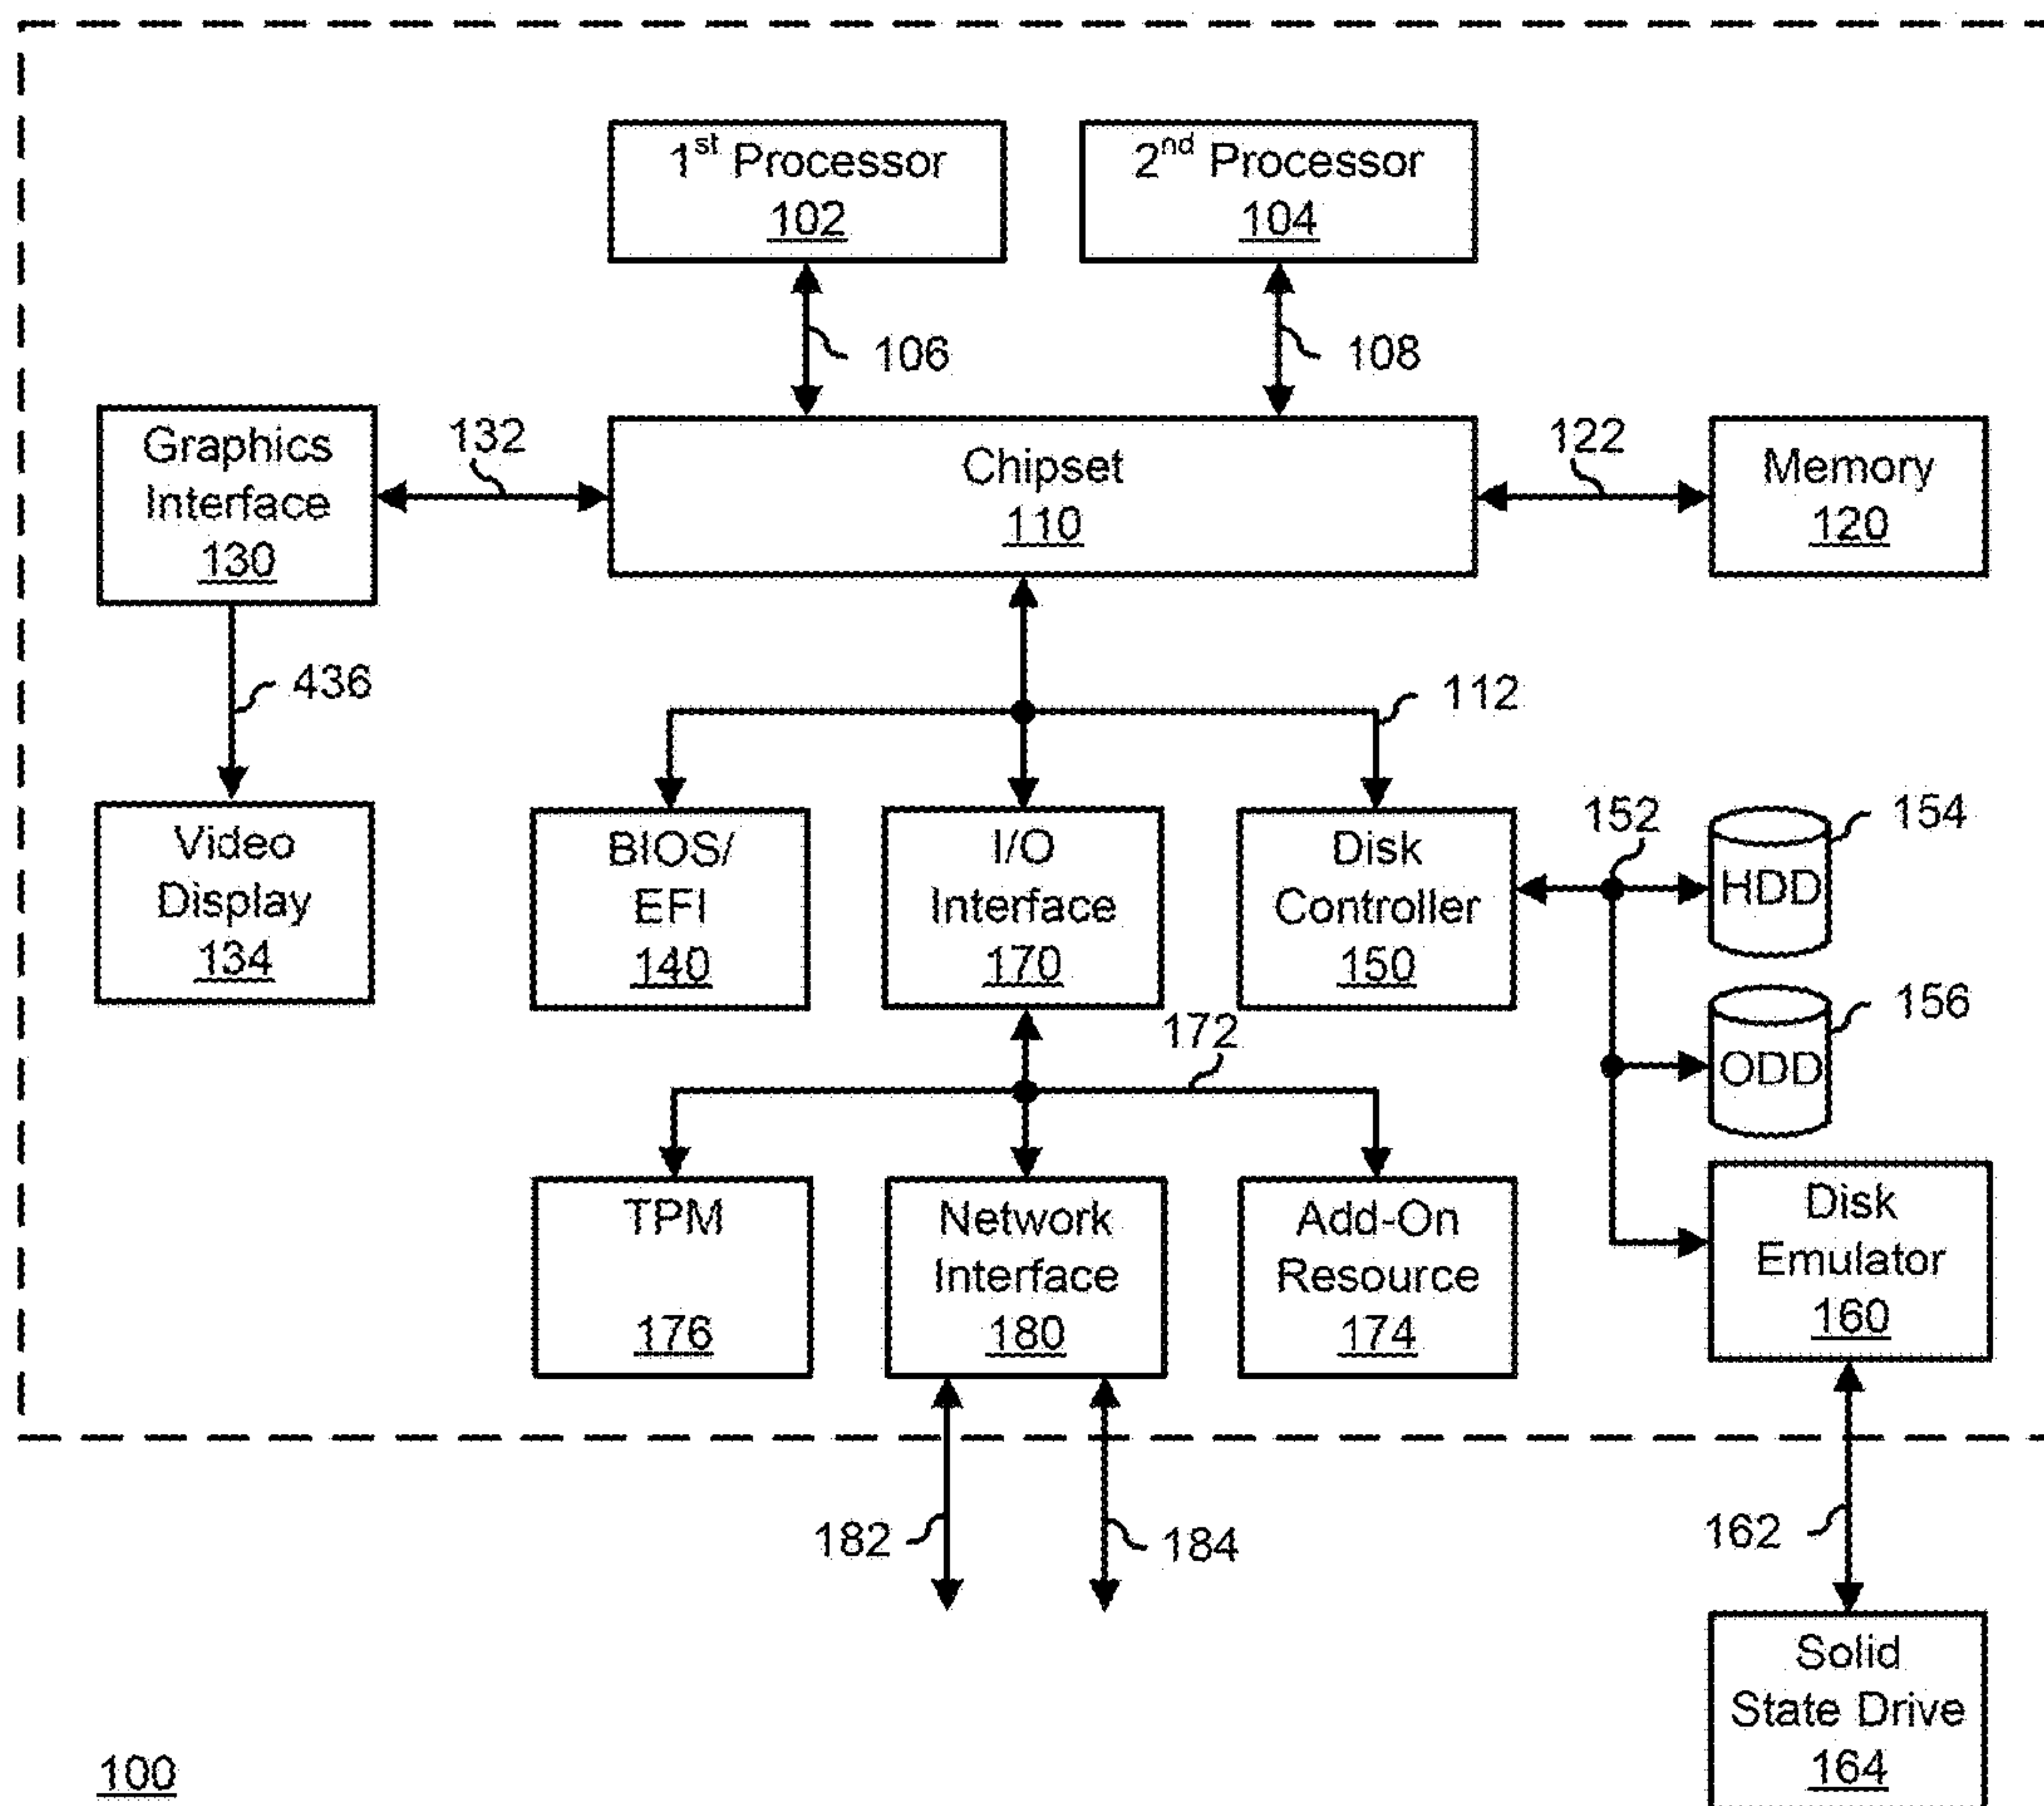 1st Processor
102
2nd Processor
104
106
108
Graphics
Interface
130
132
Chipset
110
122
Memory
120
436
112
Video
Display
134
BIOS/
EFI
140
I/O
Interface
170
Disk
Controller
150
152
154
HDD
156
ODD
172
TPM
176
Network
Interface
180
Add-On
Resource
174
Disk
Emulator
160
182
184
162
Solid
State Drive
164
100